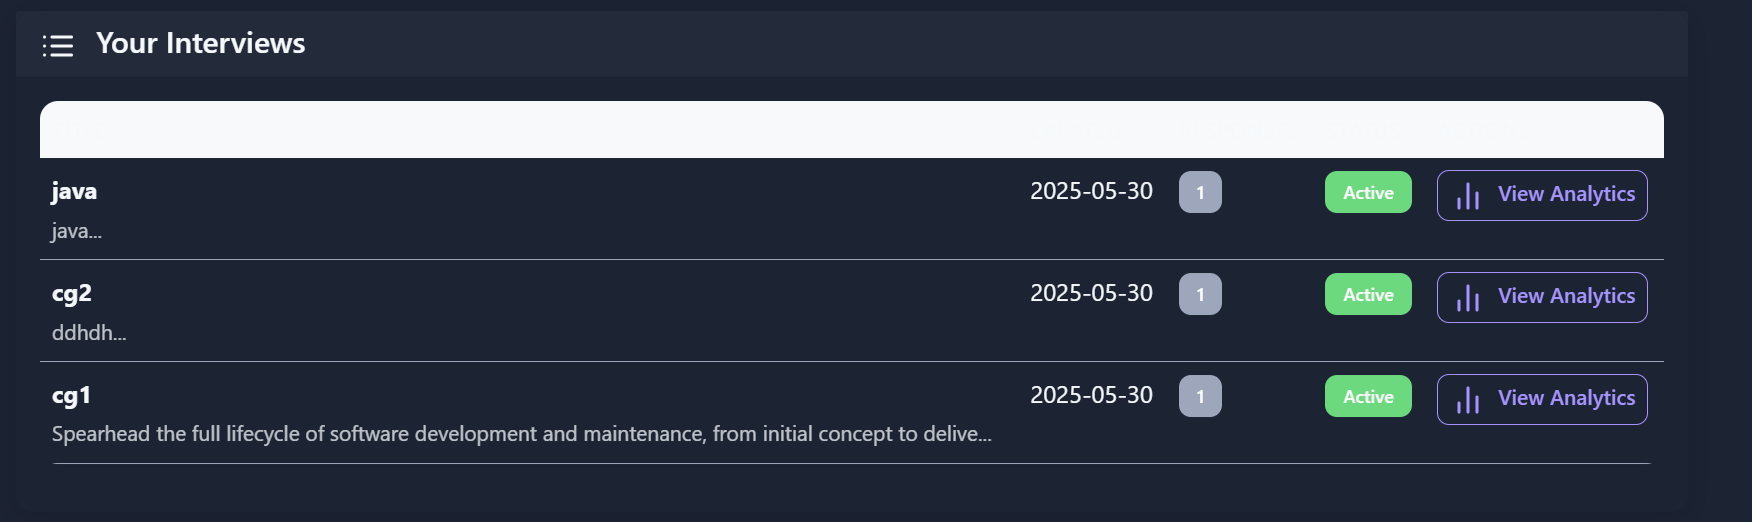 Your Interviews
java 2025-05-30 1 Active View Analytics
java...
cg2 2025-05-30 1 Active View Analytics
ddhdh...
cg1 2025-05-30 1 Active View Analytics
Spearhead the full lifecycle of software development and maintenance, from initial concept to delive...